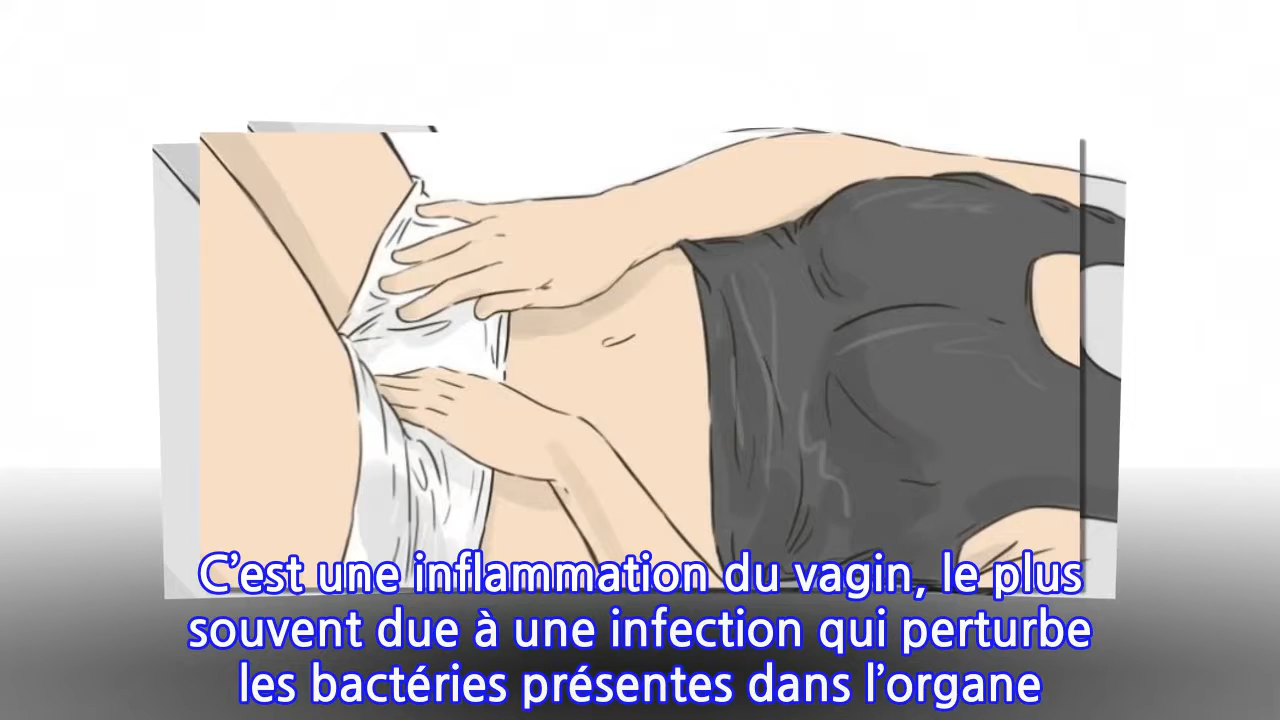 C’est une inflammation du vagin, le plus
souvent due à une infection qui perturbe
les bactéries présentes dans l’organe